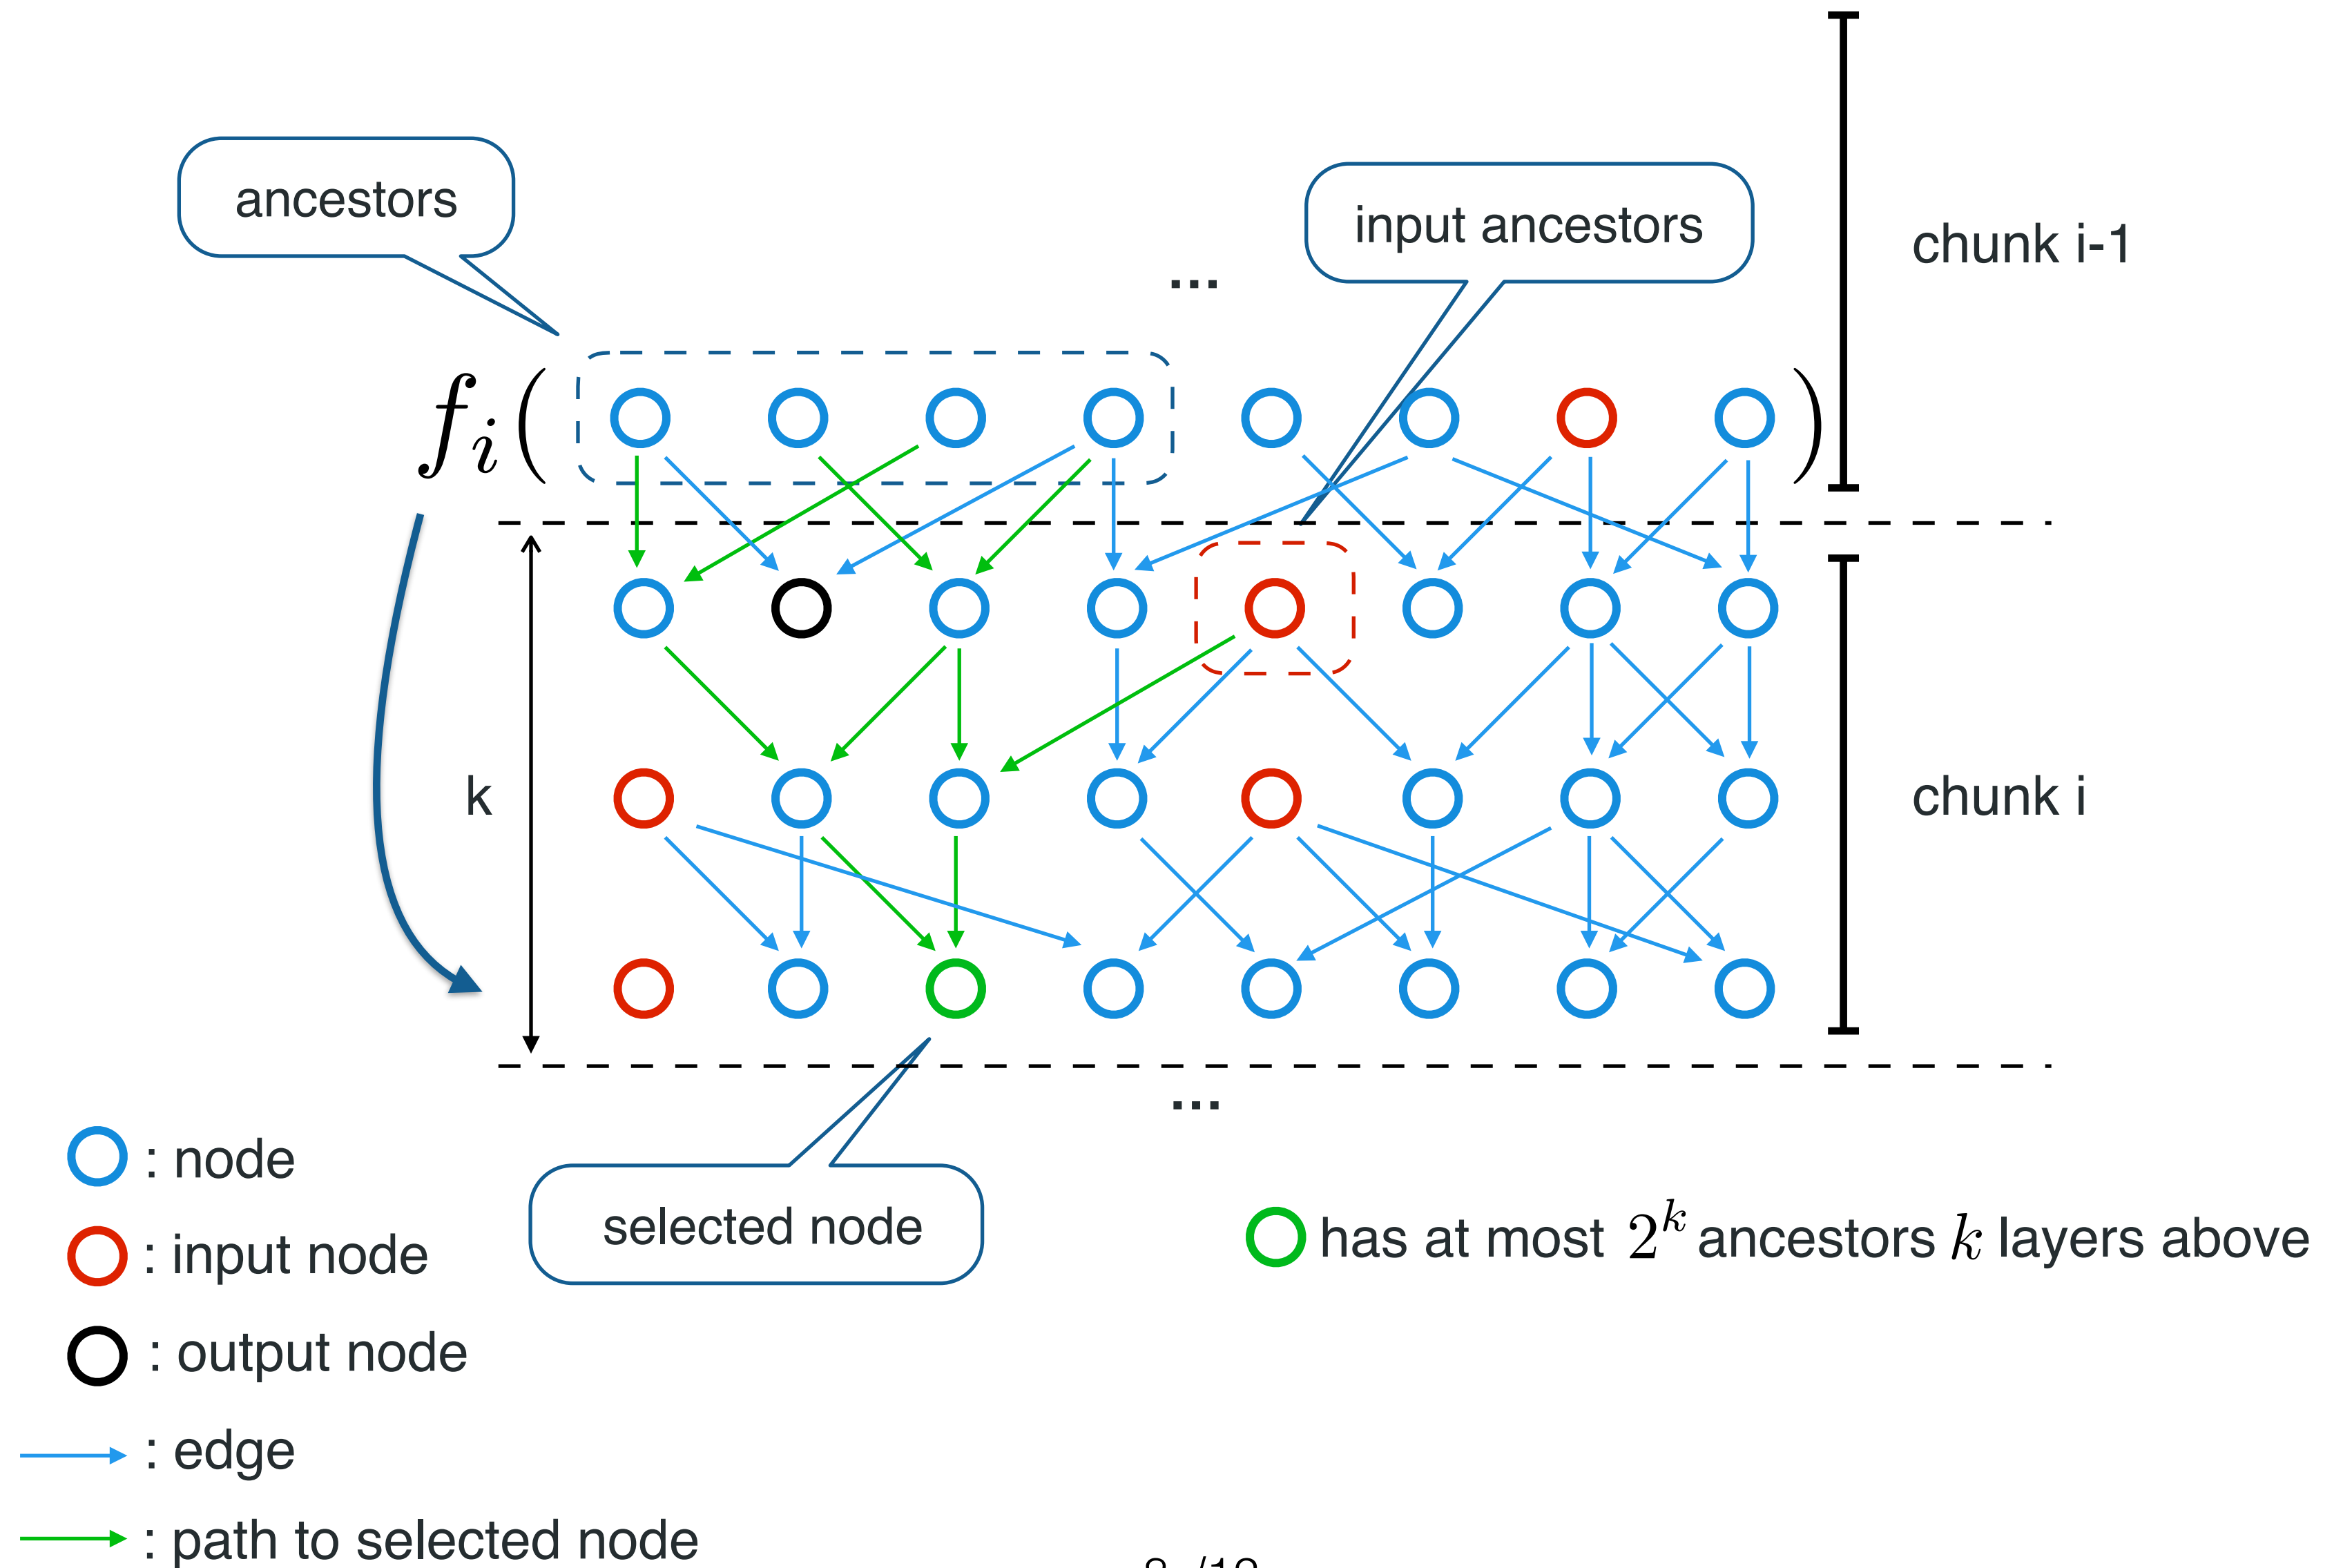 ancestors
input ancestors
...
chunk i-1
f_i(
)
k
chunk i
...
selected node
: node
: input node
: output node
: edge
: path to selected node
has at most 2^k ancestors k layers above